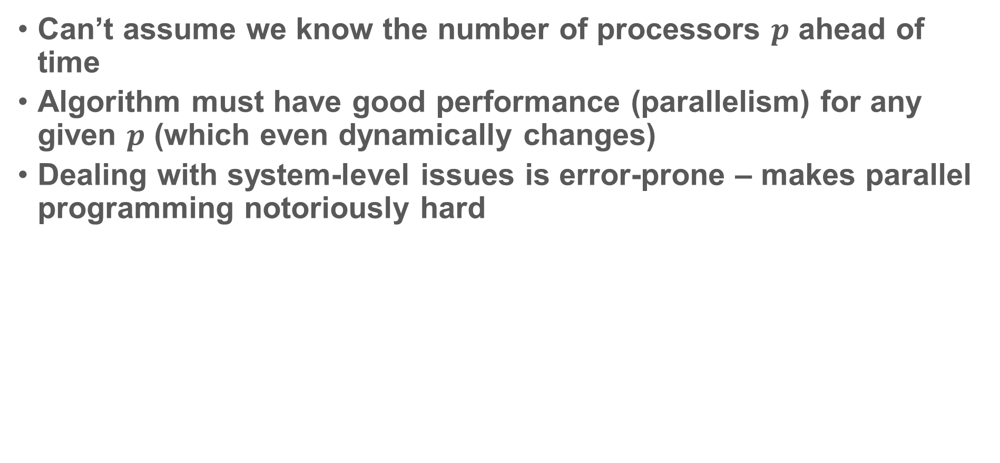 • Can’t assume we know the number of processors 𝒑 ahead of
time
• Algorithm must have good performance (parallelism) for any
given 𝒑 (which even dynamically changes)
• Dealing with system-level issues is error-prone – makes parallel
programming notoriously hard